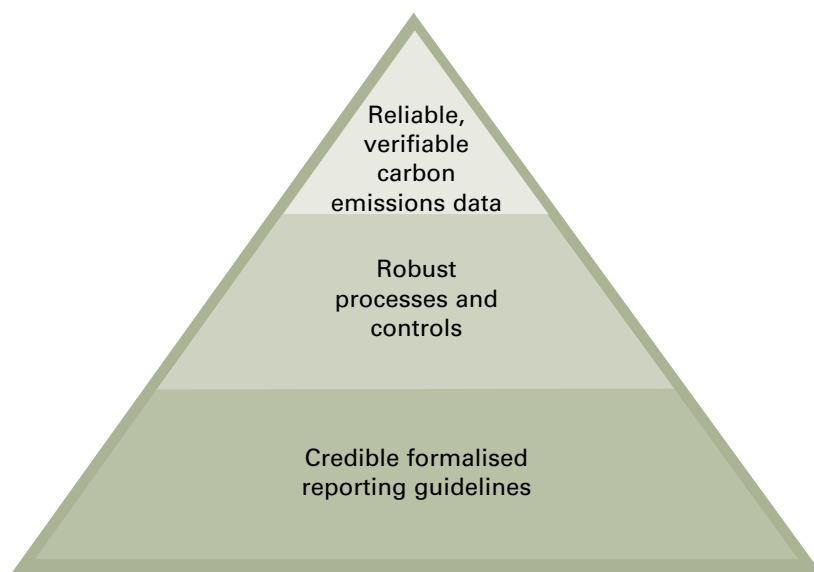 Reliable,
verifiable
carbon
emissions data
Robust
processes and
controls
Credible formalised
reporting guidelines